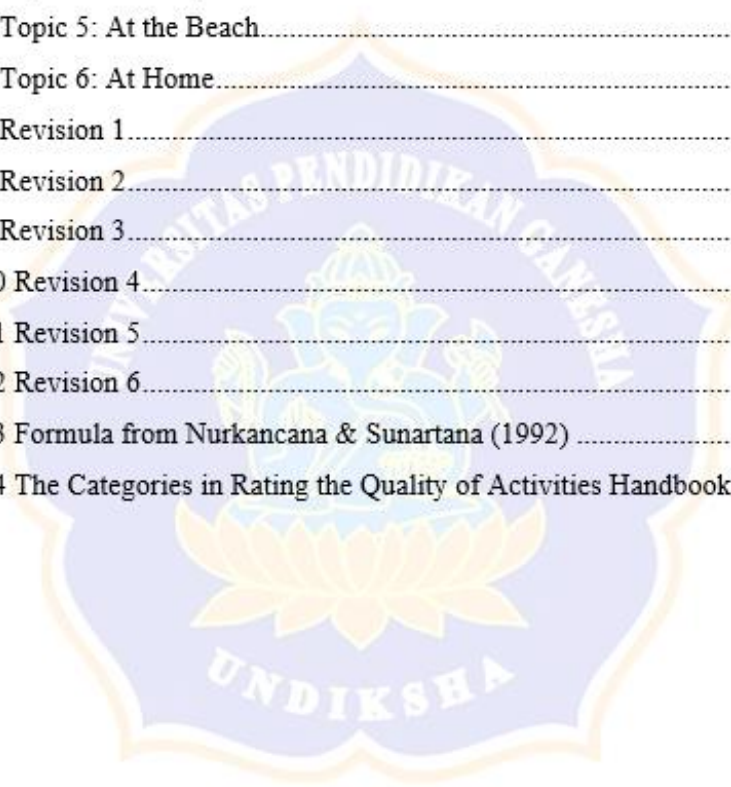 Topic 5: At the Beach..............................................................................
Topic 6: At Home......................................................................................
Revision 1....................................................................................................
Revision 2....................................................................................................
Revision 3....................................................................................................
0 Revision 4.................................................................................................
1 Revision 5.................................................................................................
2 Revision 6.................................................................................................
3 Formula from Nurkancana & Sunartana (1992) ..........................
4 The Categories in Rating the Quality of Activities Handbook
UNIVERSITAS PENDIDIKAN GANESHA
UNDIKSHA